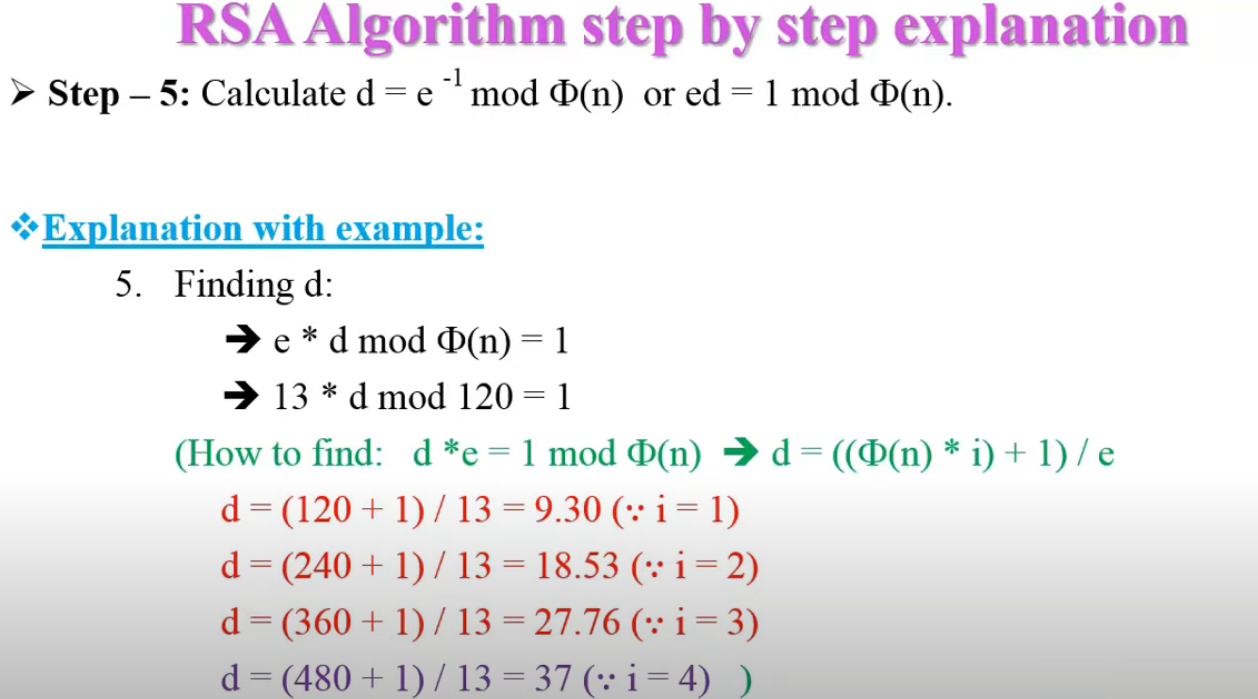 RSA Algorithm step by step explanation
➢ Step – 5: Calculate d = e ⁻¹ mod Φ(n) or ed = 1 mod Φ(n).
❖Explanation with example:
5. Finding d:
➔ e * d mod Φ(n) = 1
➔ 13 * d mod 120 = 1
(How to find: d *e = 1 mod Φ(n) ➔ d = ((Φ(n) * i) + 1) / e
d = (120 + 1) / 13 = 9.30 (∵ i = 1)
d = (240 + 1) / 13 = 18.53 (∵ i = 2)
d = (360 + 1) / 13 = 27.76 (∵ i = 3)
d = (480 + 1) / 13 = 37 (∵ i = 4) )